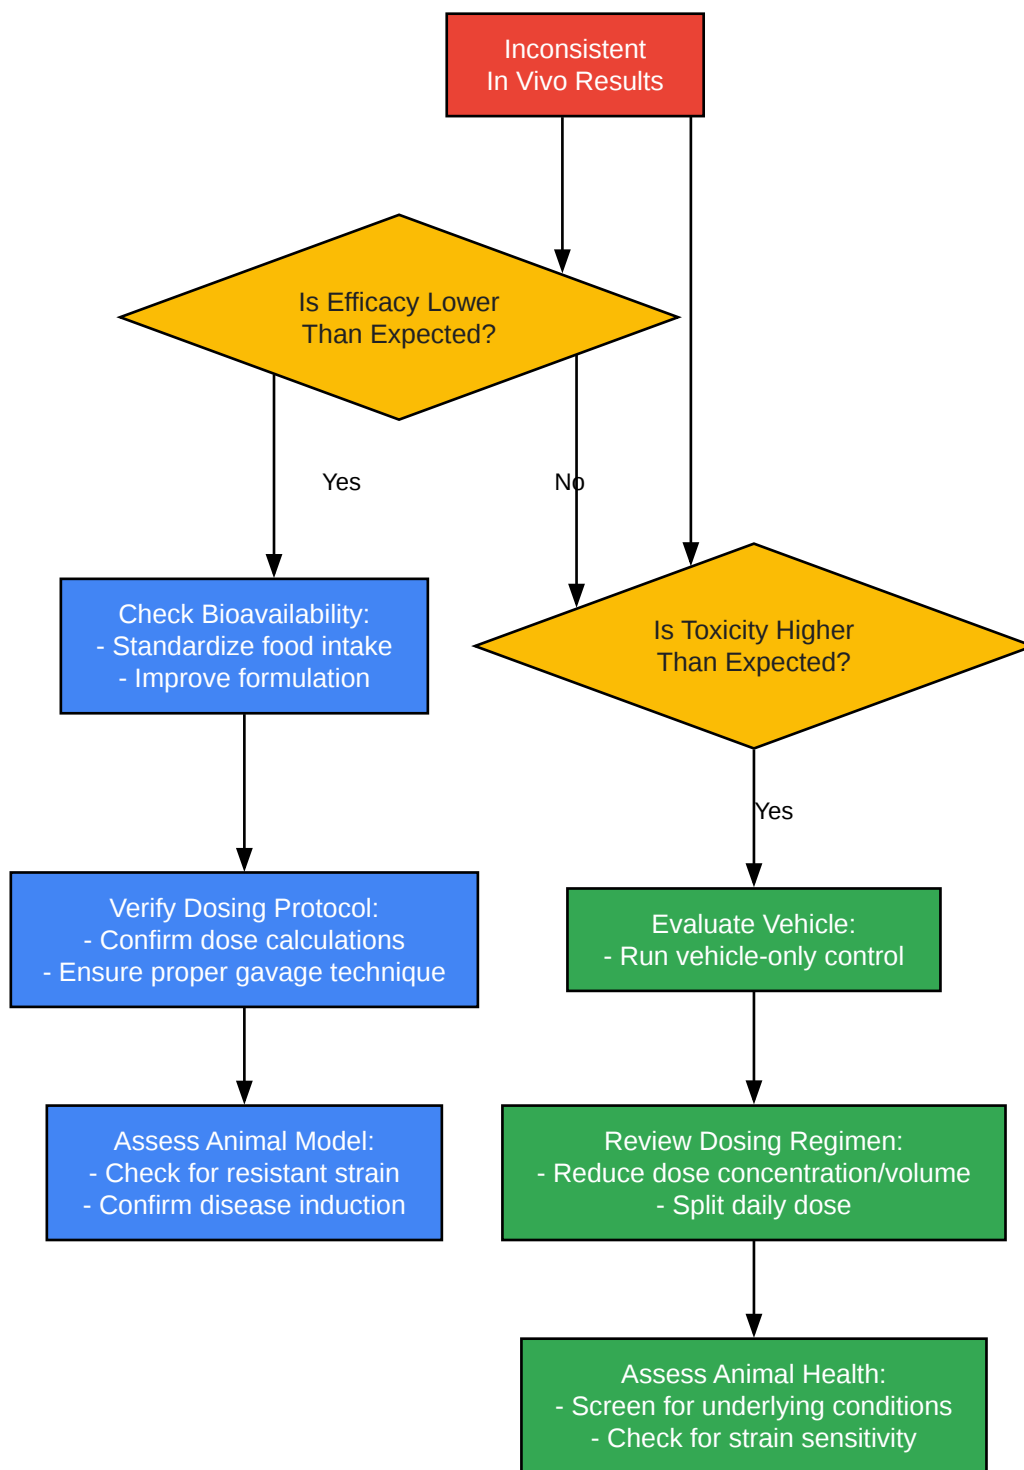 Inconsistent
In Vivo Results
Is Efficacy Lower
Than Expected?
Yes
No
Is Toxicity Higher
Than Expected?
Check Bioavailability:
- Standardize food intake
- Improve formulation
Yes
Verify Dosing Protocol:
- Confirm dose calculations
- Ensure proper gavage technique
Evaluate Vehicle:
- Run vehicle-only control
Assess Animal Model:
- Check for resistant strain
- Confirm disease induction
Review Dosing Regimen:
- Reduce dose concentration/volume
- Split daily dose
Assess Animal Health:
- Screen for underlying conditions
- Check for strain sensitivity